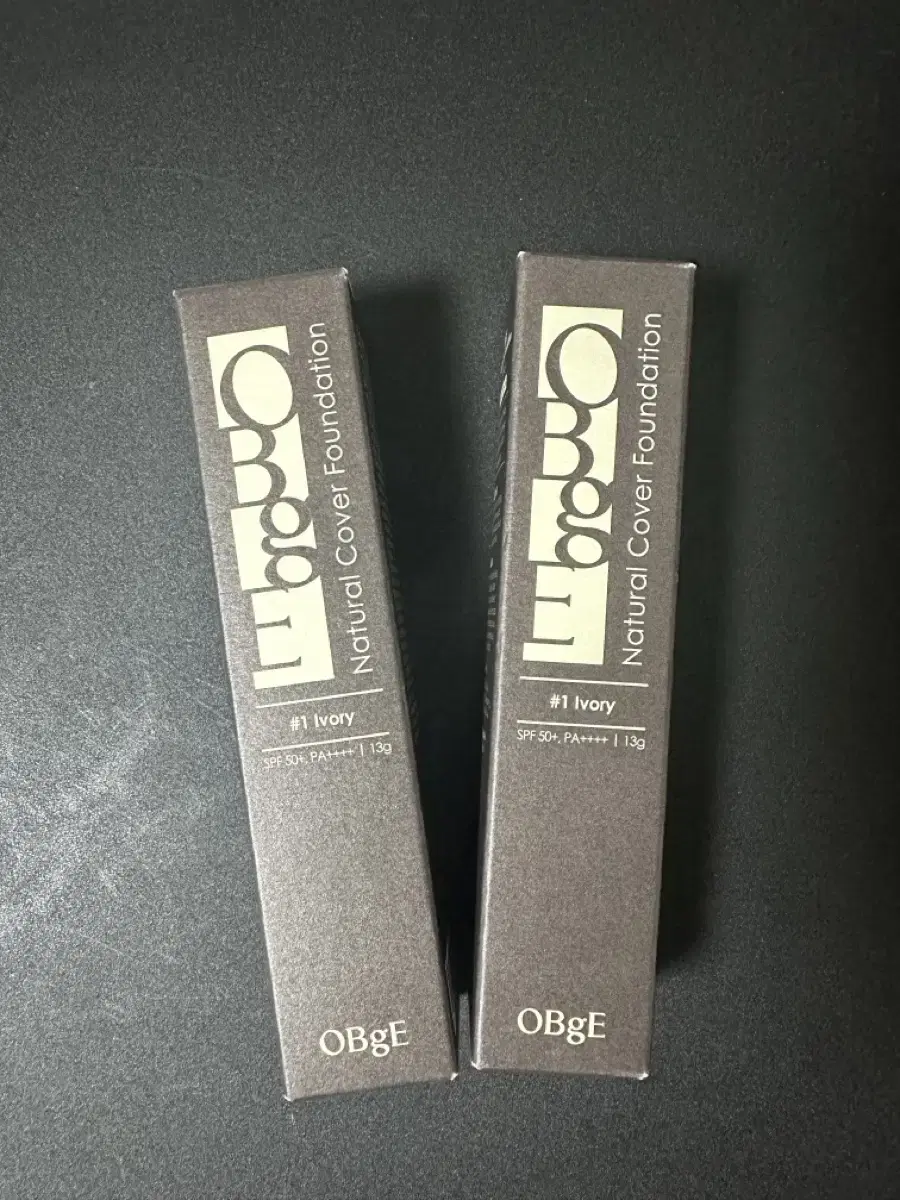 OBgE
Natural Cover Foundation
#1 Ivory
SPF 50+, PA++++ | 13g
OBgE
OBgE
Natural Cover Foundation
#1 Ivory
SPF 50+, PA++++ | 13g
OBgE